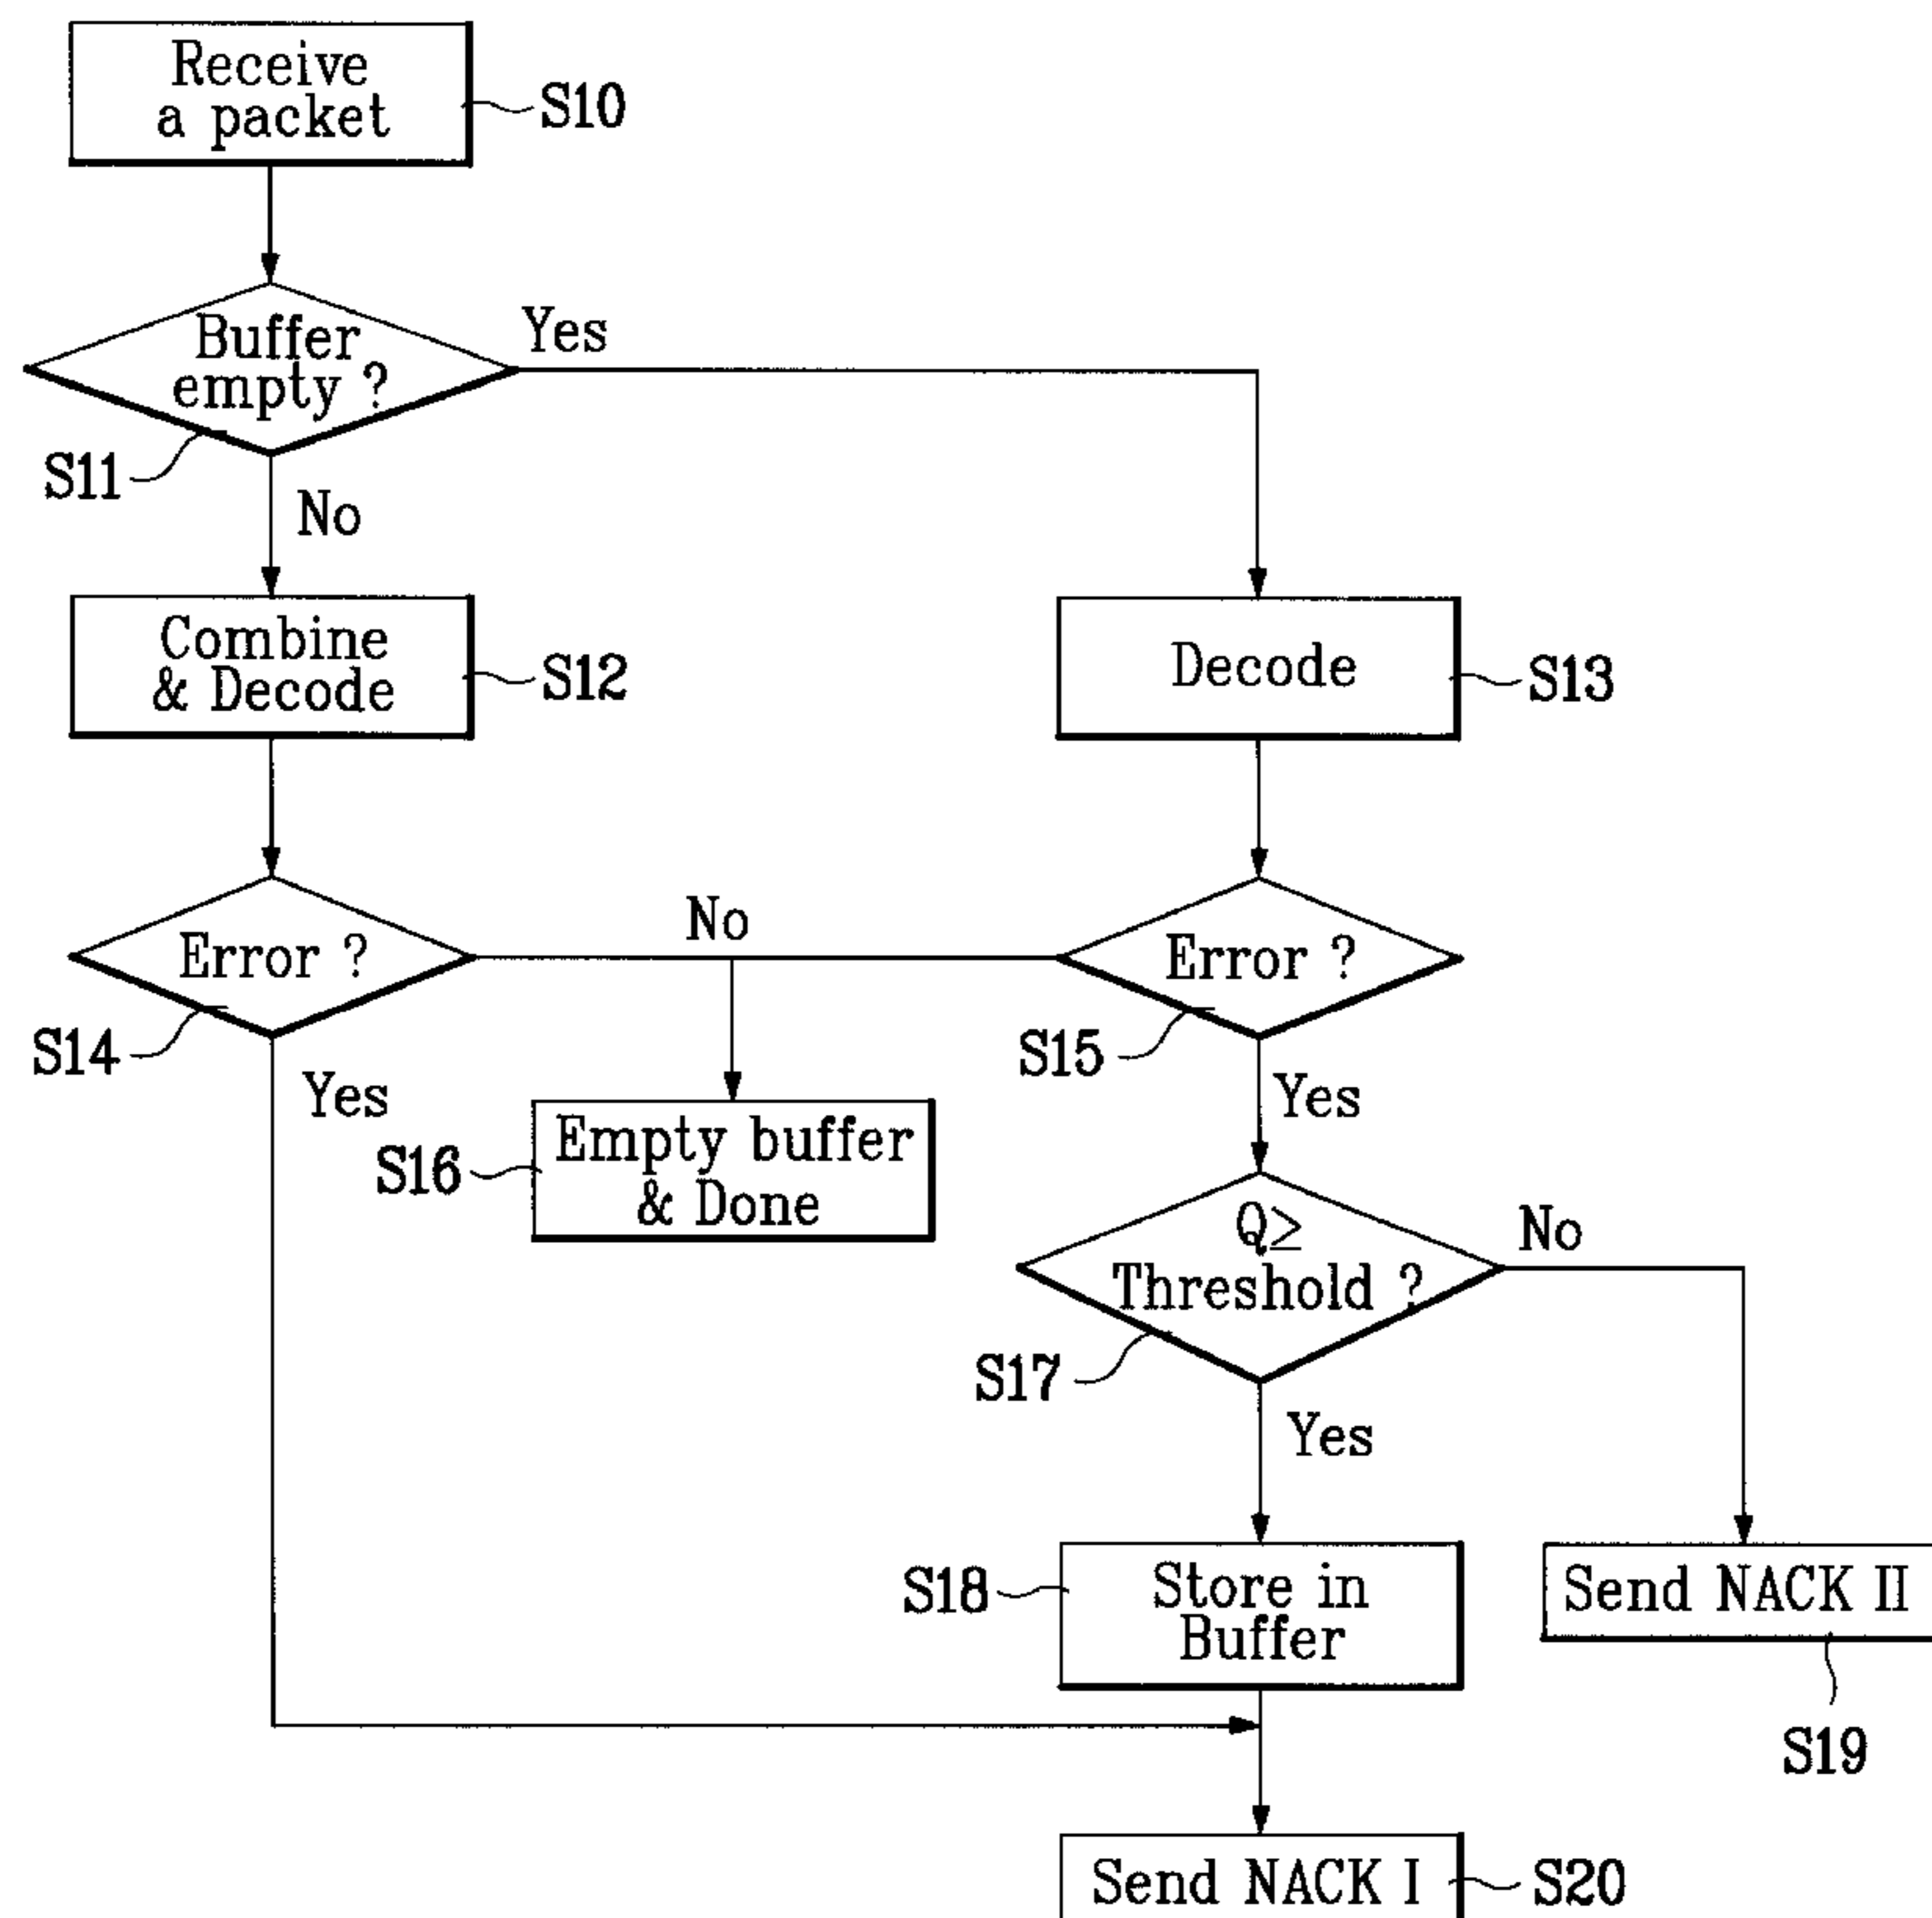 Receive
a packet
S10
Buffer
empty ?
Yes
S11
No
Combine
& Decode
S12
Decode
S13
Error ?
No
Error ?
S14
Yes
S15
Yes
Empty buffer
& Done
S16
Q≥
Threshold ?
No
S17
Yes
S18
Store in
Buffer
Send NACK II
S19
Send NACK I
S20